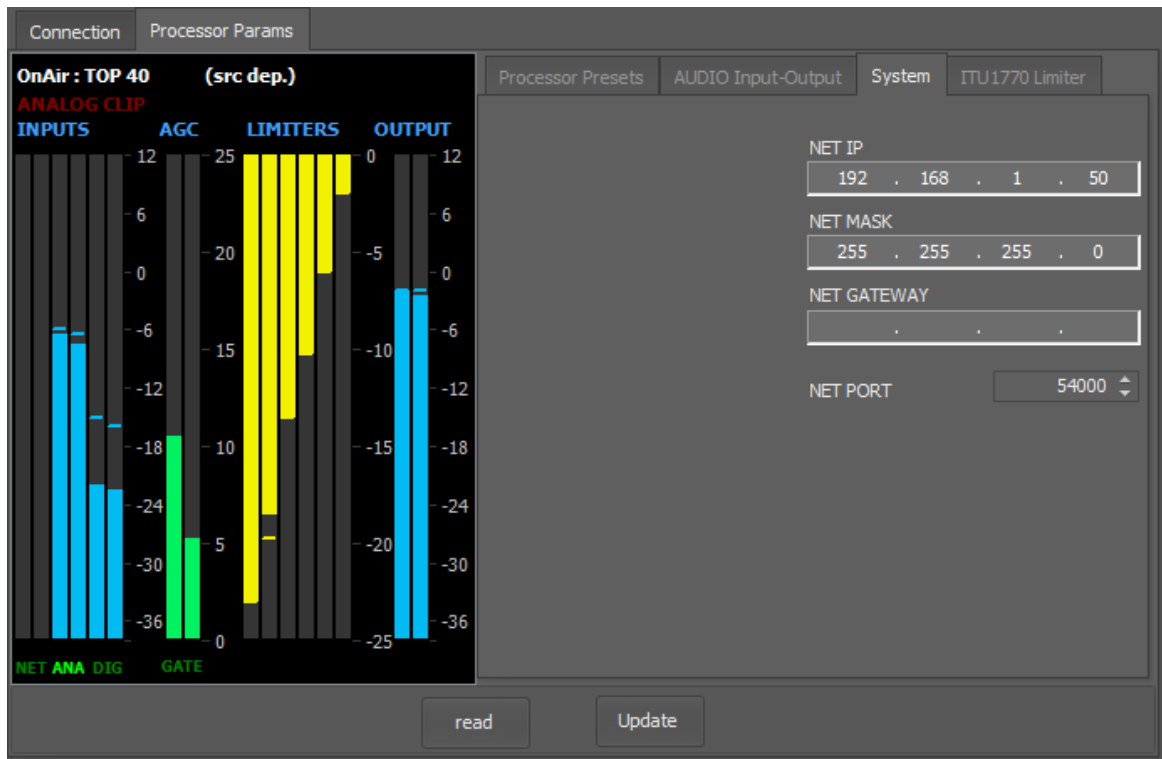 Connection Processor Params
OnAir : TOP 40 (src dep.)
ANALOG CLIP
INPUTS AGC LIMITERS OUTPUT
12 25 0 12
6 6
20 -5
0 0
-6 -6
15 -10
-12 -12
-18 10 -15 -18
-24 -24
5 -20
-30 -30
-36 -36
0 -25
NET ANA DIG GATE
Processor Presets AUDIO Input-Output System ITU1770 Limiter
NET IP
192 . 168 . 1 . 50
NET MASK
255 . 255 . 255 . 0
NET GATEWAY
. . .
NET PORT 54000
read Update